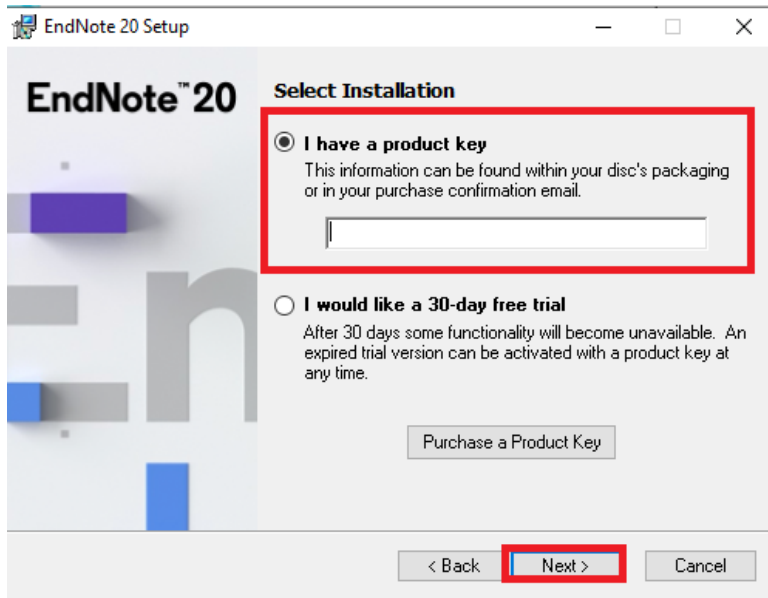 EndNote 20 Setup
EndNote™20
Select Installation
I have a product key
This information can be found within your disc's packaging
or in your purchase confirmation email.
I would like a 30-day free trial
After 30 days some functionality will become unavailable. An
expired trial version can be activated with a product key at
any time.
Purchase a Product Key
< Back Next > Cancel